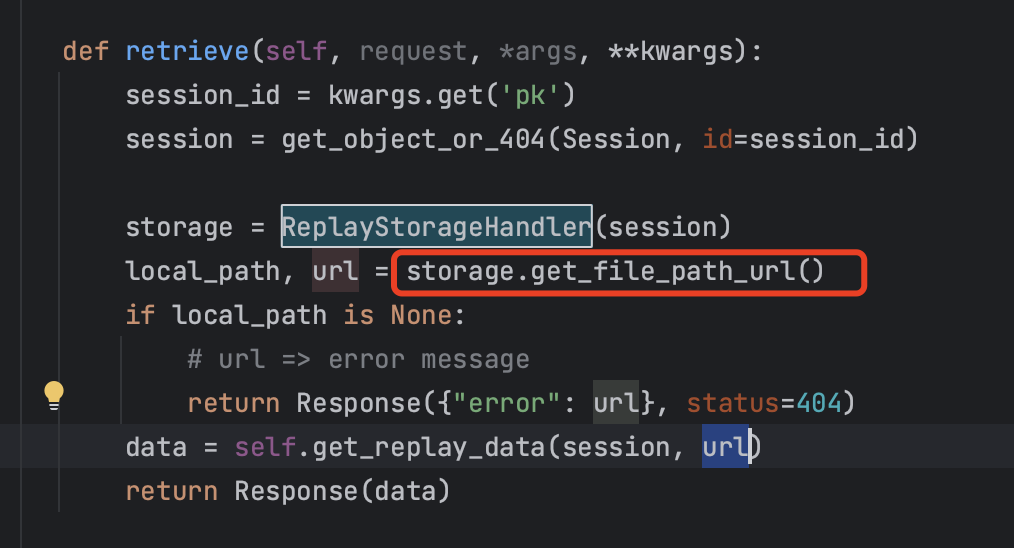 def retrieve(self, request, *args, **kwargs):
session_id = kwargs.get('pk')
session = get_object_or_404(Session, id=session_id)
storage = ReplayStorageHandler(session)
local_path, url = storage.get_file_path_url()
if local_path is None:
# url => error message
return Response({"error": url}, status=404)
data = self.get_replay_data(session, url)
return Response(data)